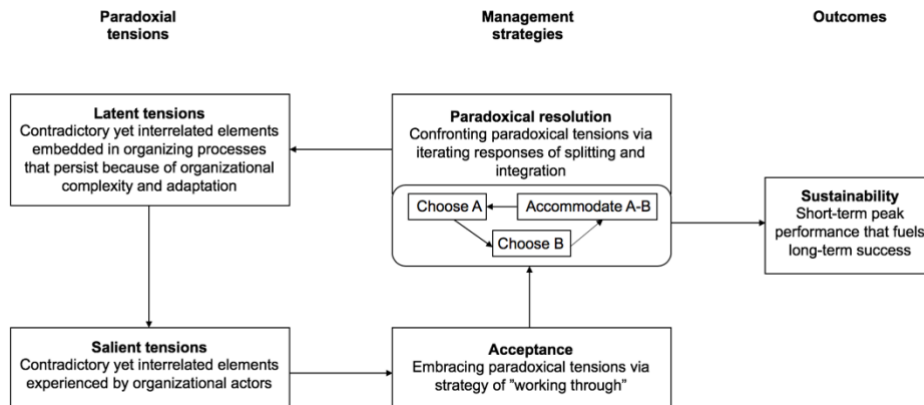 Paradoxial
tensions
Management
strategies
Outcomes
Latent tensions
Contradictory yet interrelated elements
embedded in organizing processes
that persist because of organizational
complexity and adaptation
Paradoxical resolution
Confronting paradoxical tensions via
iterating responses of splitting and
integration
Choose A
Accommodate A-B
Choose B
Sustainability
Short-term peak
performance that fuels
long-term success
Salient tensions
Contradictory yet interrelated elements
experienced by organizational actors
Acceptance
Embracing paradoxical tensions via
strategy of ”working through”